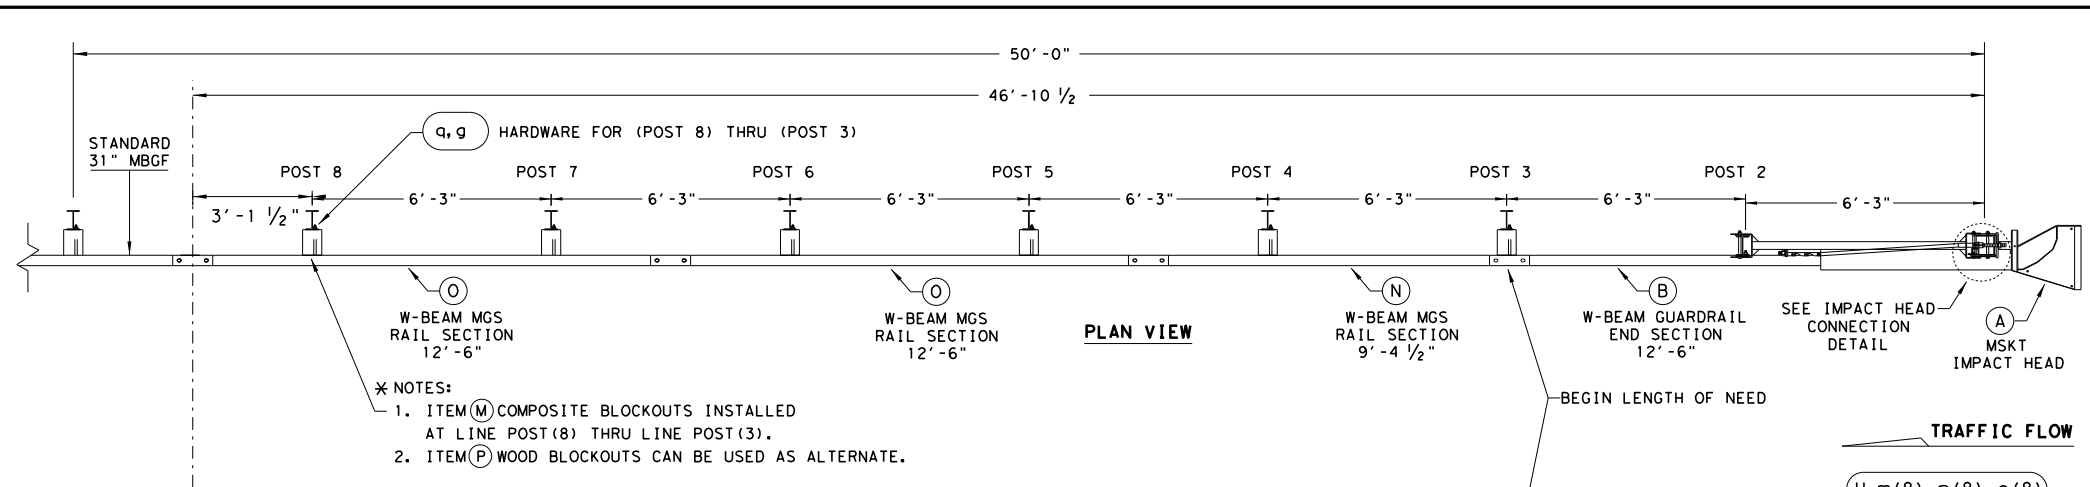 50'-0"
46'-10 1/2
STANDARD
31" MBGF
q,g HARDWARE FOR (POST 8) THRU (POST 3)
POST 8 POST 7 POST 6 POST 5 POST 4 POST 3 POST 2
3'-1 1/2" 6'-3" 6'-3" 6'-3" 6'-3" 6'-3" 6'-3" 6'-3"
O
W-BEAM MGS
RAIL SECTION
12'-6"
O
W-BEAM MGS
RAIL SECTION
12'-6"
PLAN VIEW
N
W-BEAM MGS
RAIL SECTION
9'-4 1/2"
B
W-BEAM GUARDRAIL
END SECTION
12'-6"
SEE IMPACT HEAD
CONNECTION
DETAIL
A
MSKT
IMPACT HEAD
* NOTES:
1. ITEM M COMPOSITE BLOCKOUTS INSTALLED
AT LINE POST(8) THRU LINE POST(3).
2. ITEM P WOOD BLOCKOUTS CAN BE USED AS ALTERNATE.
BEGIN LENGTH OF NEED
TRAFFIC FLOW